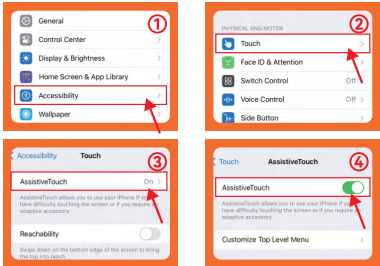 General
①
Control Center
Display & Brightness
Home Screen & App Library
Accessibility
Wallpaper
②
PHYSICAL AND MOTOR
Touch
Face ID & Attention
Switch Control Off
Voice Control Off
Side Button
Accessibility Touch
③
AssistiveTouch On
AssistiveTouch allows you to use your iPhone if you
have difficulty touching the screen or if you require an
adaptive accessory.
Reachability
Swipe down on the bottom edge of the screen to bring
the top into reach.
Touch AssistiveTouch
④
AssistiveTouch
AssistiveTouch allows you to use your iPhone if you
have difficulty touching the screen or if you require an
adaptive accessory.
Customize Top Level Menu